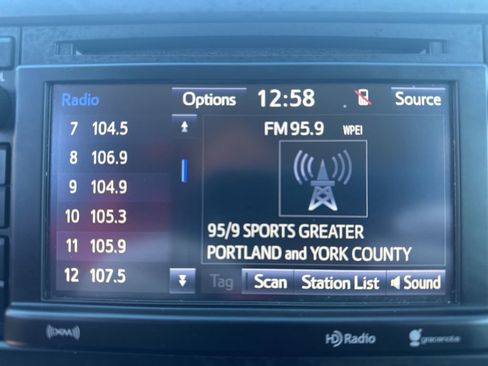 Radio Options 12:58 Source
7 104.5
8 106.9
9 104.9
10 105.3
11 105.9
12 107.5
FM 95.9 WPEI
95/9 SPORTS GREATER
PORTLAND and YORK COUNTY
Tag Scan Station List Sound
((XM)) HD Radio gracenote